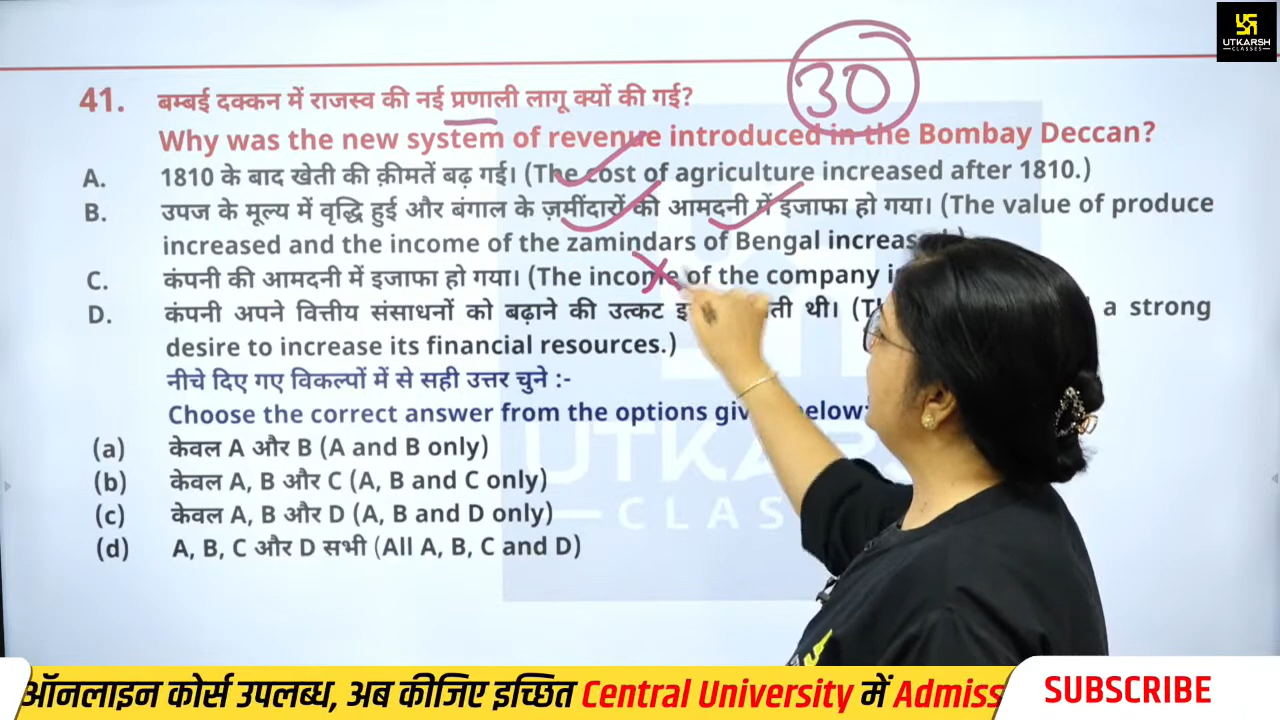 UTKARSH
CLASSES
30
41. बम्बई दक्कन में राजस्व की नई प्रणाली लागू क्यों की गई?
Why was the new system of revenue introduced in the Bombay Deccan?
A. 1810 के बाद खेती की क़ीमतें बढ़ गई। (The cost of agriculture increased after 1810.)
B. उपज के मूल्य में वृद्धि हुई और बंगाल के ज़मींदारों की आमदनी में इजाफा हो गया। (The value of produce
increased and the income of the zamindars of Bengal increas
C. कंपनी की आमदनी में इजाफा हो गया। (The income of the company
D. कंपनी अपने वित्तीय संसाधनों को बढ़ाने की उत्कट थी। a strong
desire to increase its financial resources.)
नीचे दिए गए विकल्पों में से सही उत्तर चुने :-
Choose the correct answer from the options below:
(a) केवल A और B (A and B only)
(b) केवल A, B और C (A, B and C only)
(c) केवल A, B और D (A, B and D only)
(d) A, B, C और D सभी (All A, B, C and D)
ऑनलाइन कोर्स उपलब्ध, अब कीजिए इच्छित Central University में Admiss
SUBSCRIBE